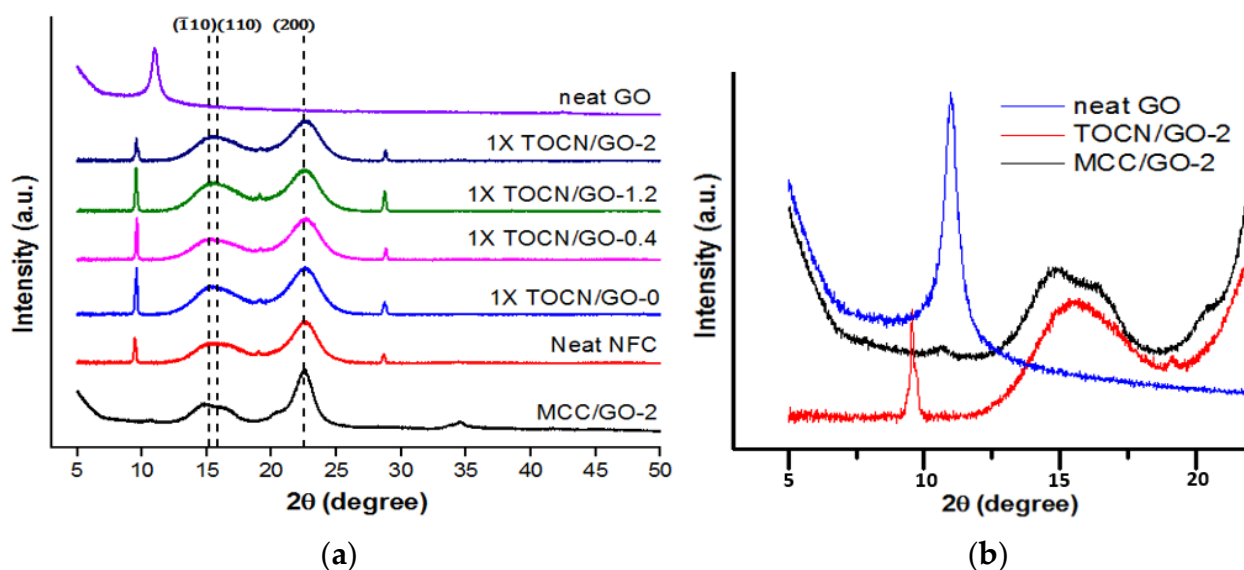 (1̄10)(110) (200)
neat GO
1X TOCN/GO-2
1X TOCN/GO-1.2
1X TOCN/GO-0.4
1X TOCN/GO-0
Neat NFC
MCC/GO-2
Intensity (a.u.)
5 10 15 20 25 30 35 40 45 50
2θ (degree)
(a)
neat GO
TOCN/GO-2
MCC/GO-2
Intensity (a.u.)
5 10 15 20
2θ (degree)
(b)